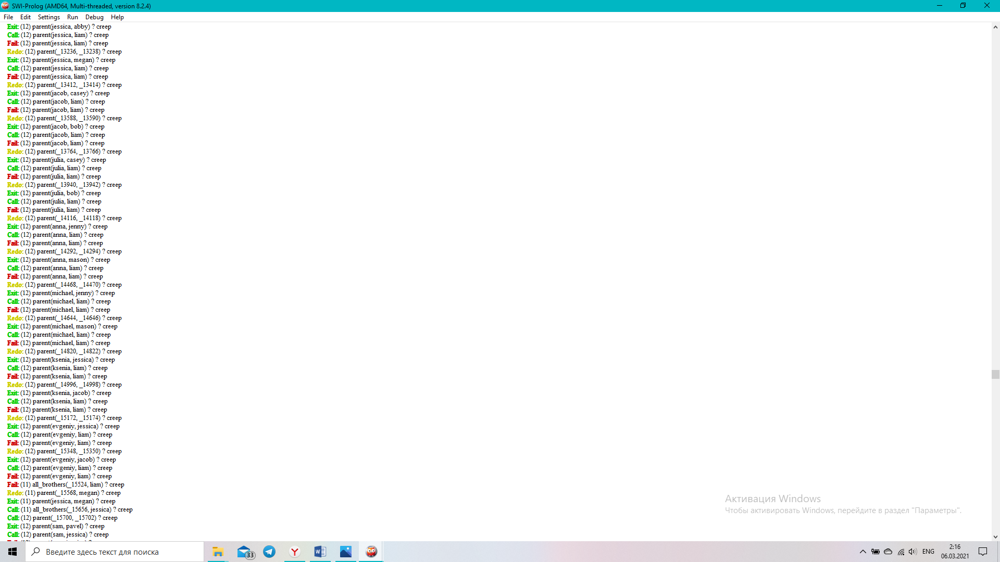 SWI-Prolog (AMD64, Multi-threaded, version 8.2.4)
File Edit Settings Run Debug Help
Exit: (12) parent(jessica, abby) ? creep
Call: (12) parent(jessica, liam) ? creep
Fail: (12) parent(jessica, liam) ? creep
Redo: (12) parent(_13236, _13238) ? creep
Exit: (12) parent(jessica, megan) ? creep
Call: (12) parent(jessica, liam) ? creep
Fail: (12) parent(jessica, liam) ? creep
Redo: (12) parent(_13412, _13414) ? creep
Exit: (12) parent(jacob, casey) ? creep
Call: (12) parent(jacob, liam) ? creep
Fail: (12) parent(jacob, liam) ? creep
Redo: (12) parent(_13588, _13590) ? creep
Exit: (12) parent(jacob, bob) ? creep
Call: (12) parent(jacob, liam) ? creep
Fail: (12) parent(jacob, liam) ? creep
Redo: (12) parent(_13764, _13766) ? creep
Exit: (12) parent(julia, casey) ? creep
Call: (12) parent(julia, liam) ? creep
Fail: (12) parent(julia, liam) ? creep
Redo: (12) parent(_13940, _13942) ? creep
Exit: (12) parent(julia, bob) ? creep
Call: (12) parent(julia, liam) ? creep
Fail: (12) parent(julia, liam) ? creep
Redo: (12) parent(_14116, _14118) ? creep
Exit: (12) parent(anna, jenny) ? creep
Call: (12) parent(anna, liam) ? creep
Fail: (12) parent(anna, liam) ? creep
Redo: (12) parent(_14292, _14294) ? creep
Exit: (12) parent(anna, mason) ? creep
Call: (12) parent(anna, liam) ? creep
Fail: (12) parent(anna, liam) ? creep
Redo: (12) parent(_14468, _14470) ? creep
Exit: (12) parent(michael, jenny) ? creep
Call: (12) parent(michael, liam) ? creep
Fail: (12) parent(michael, liam) ? creep
Redo: (12) parent(_14644, _14646) ? creep
Exit: (12) parent(michael, mason) ? creep
Call: (12) parent(michael, liam) ? creep
Fail: (12) parent(michael, liam) ? creep
Redo: (12) parent(_14820, _14822) ? creep
Exit: (12) parent(ksenia, jessica) ? creep
Call: (12) parent(ksenia, liam) ? creep
Fail: (12) parent(ksenia, liam) ? creep
Redo: (12) parent(_14996, _14998) ? creep
Exit: (12) parent(ksenia, jacob) ? creep
Call: (12) parent(ksenia, liam) ? creep
Fail: (12) parent(ksenia, liam) ? creep
Redo: (12) parent(_15172, _15174) ? creep
Exit: (12) parent(evgeniy, jessica) ? creep
Call: (12) parent(evgeniy, liam) ? creep
Fail: (12) parent(evgeniy, liam) ? creep
Redo: (12) parent(_15348, _15350) ? creep
Exit: (12) parent(evgeniy, jacob) ? creep
Call: (12) parent(evgeniy, liam) ? creep
Fail: (12) parent(evgeniy, liam) ? creep
Fail: (11) all_brothers(_15524, liam) ? creep
Redo: (11) parent(_15568, megan) ? creep
Exit: (11) parent(jessica, megan) ? creep
Call: (11) all_brothers(_15656, jessica) ? creep
Call: (12) parent(_15700, _15702) ? creep
Exit: (12) parent(sam, pavel) ? creep
Call: (12) parent(sam, jessica) ? creep
Активация Windows
Чтобы активировать Windows, перейдите в раздел "Параметры".
Введите здесь текст для поиска
33
ENG
2:16
06.03.2021